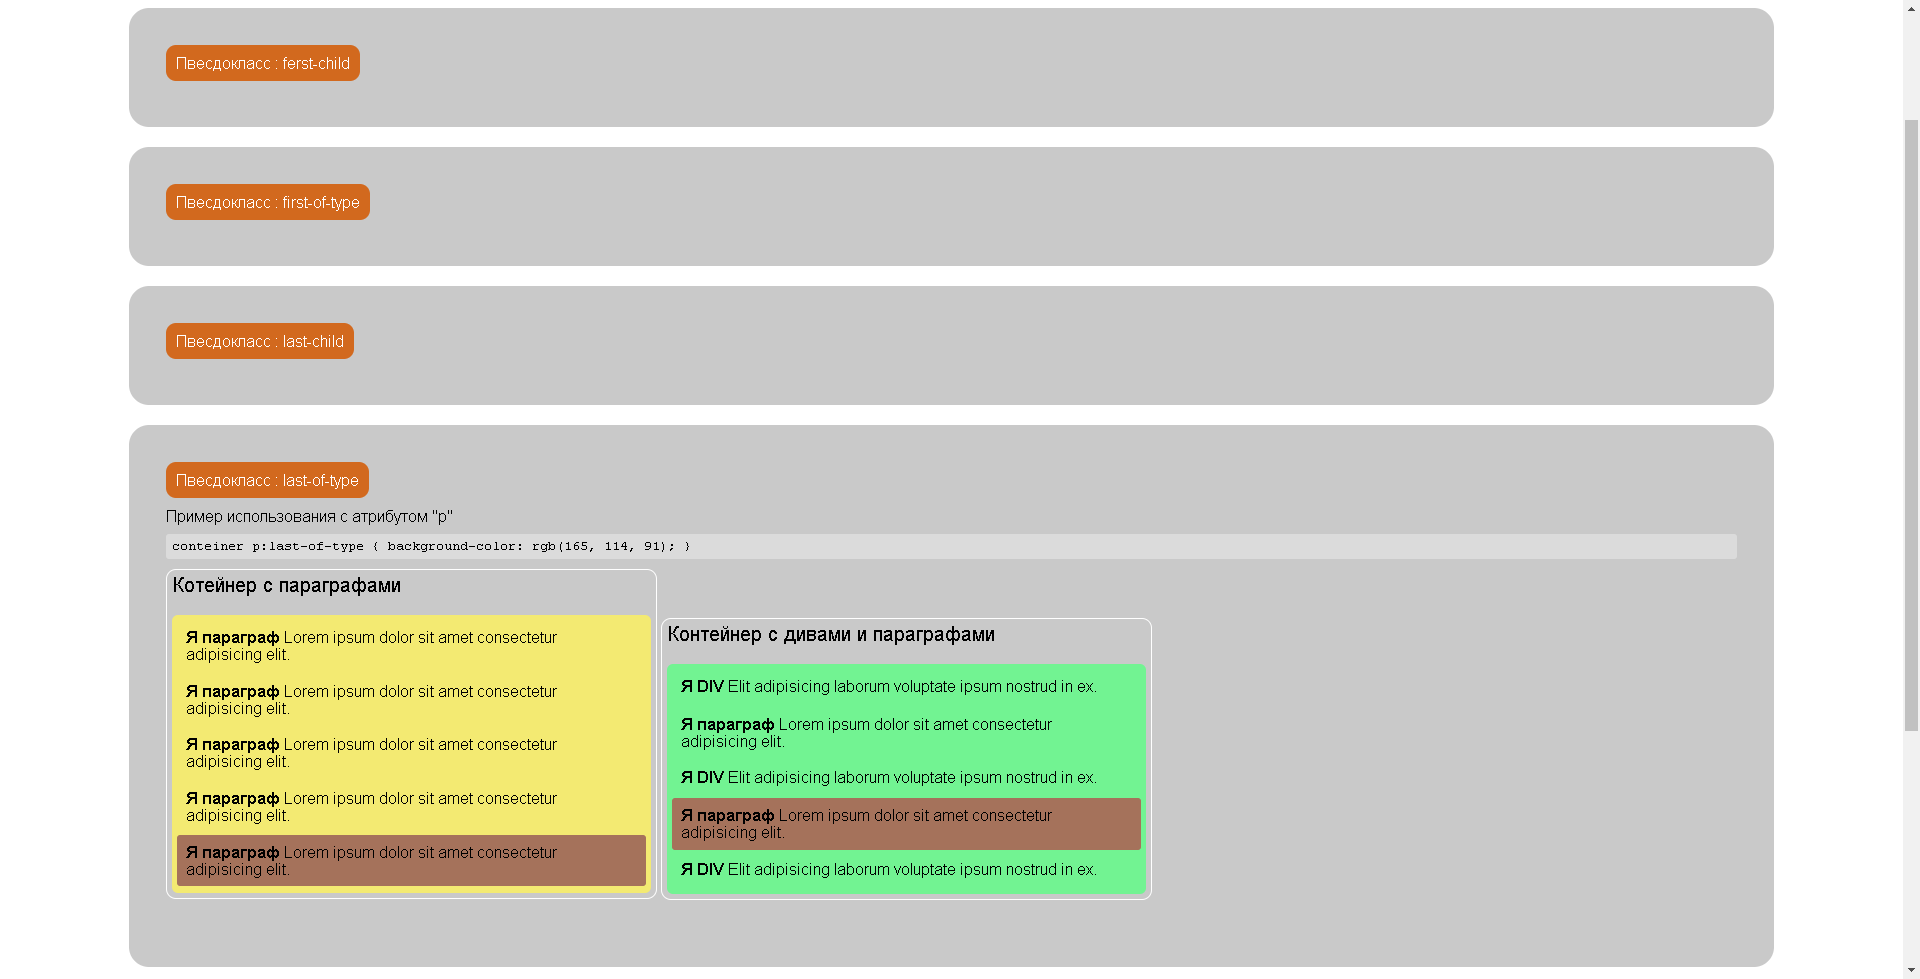 Пвесдокласс : ferst-child
Пвесдокласс : first-of-type
Пвесдокласс : last-child
Пвесдокласс : last-of-type
Пример использования с атрибутом "p"
conteiner p:last-of-type { background-color: rgb(165, 114, 91); }
Котейнер с параграфами
Я параграф Lorem ipsum dolor sit amet consectetur
adipisicing elit.
Я параграф Lorem ipsum dolor sit amet consectetur
adipisicing elit.
Я параграф Lorem ipsum dolor sit amet consectetur
adipisicing elit.
Я параграф Lorem ipsum dolor sit amet consectetur
adipisicing elit.
Я параграф Lorem ipsum dolor sit amet consectetur
adipisicing elit.
Контейнер с дивами и параграфами
Я DIV Elit adipisicing laborum voluptate ipsum nostrud in ex.
Я параграф Lorem ipsum dolor sit amet consectetur
adipisicing elit.
Я DIV Elit adipisicing laborum voluptate ipsum nostrud in ex.
Я параграф Lorem ipsum dolor sit amet consectetur
adipisicing elit.
Я DIV Elit adipisicing laborum voluptate ipsum nostrud in ex.